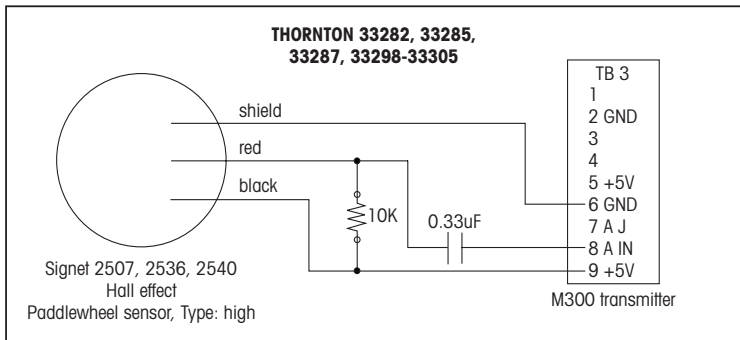 THORNTON 33282, 33285,
33287, 33298-33305
shield
red
black
10K
0.33uF
TB 3
1
2 GND
3
4
5 +5V
6 GND
7 A J
8 A IN
9 +5V
Signet 2507, 2536, 2540
Hall effect
Paddlewheel sensor, Type: high
M300 transmitter